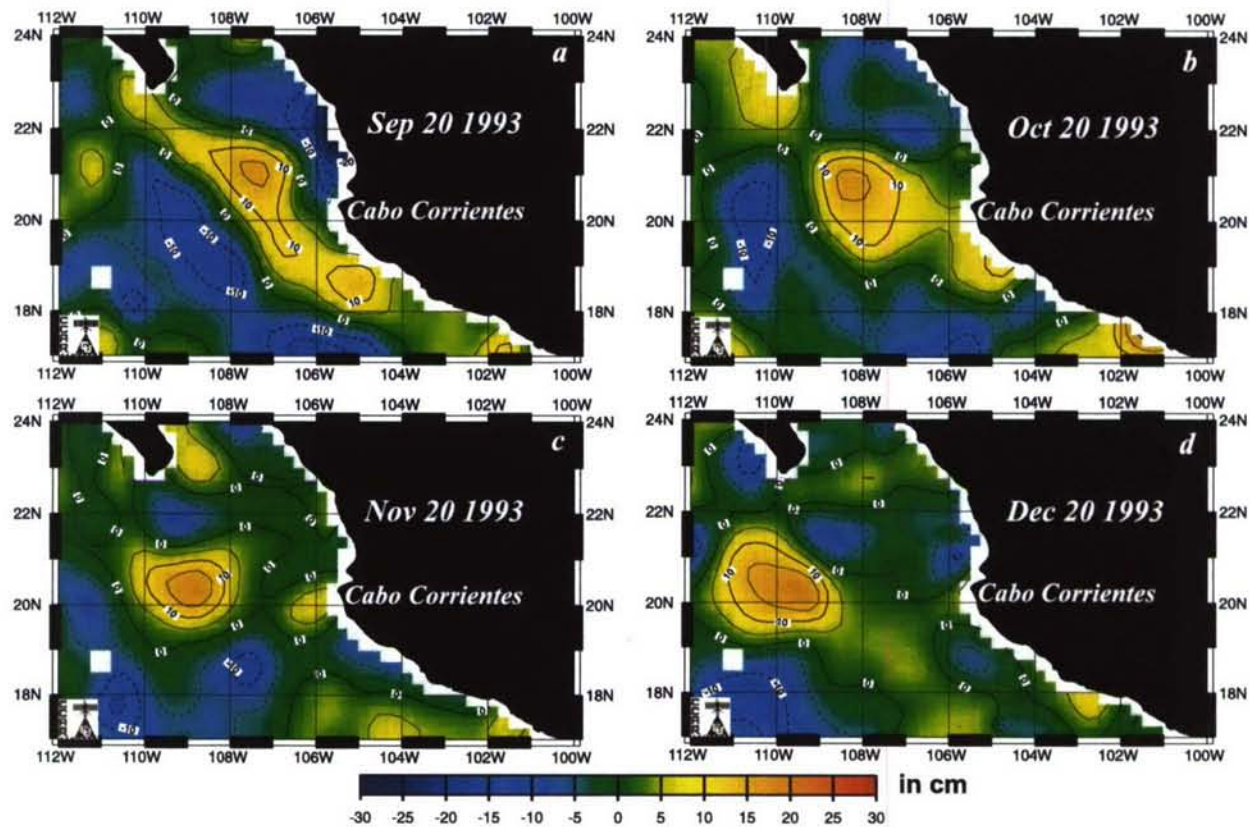 112W 110W 108W 106W 104W 102W 100W
24N a 24N
22N Sep 20 1993 22N
20N Cabo Corrientes 20N
18N 18N
112W 110W 108W 106W 104W 102W 100W
112W 110W 108W 106W 104W 102W 100W
24N b 24N
22N Oct 20 1993 22N
20N Cabo Corrientes 20N
18N 18N
112W 110W 108W 106W 104W 102W 100W
112W 110W 108W 106W 104W 102W 100W
24N c 24N
22N Nov 20 1993 22N
20N Cabo Corrientes 20N
18N 18N
112W 110W 108W 106W 104W 102W 100W
112W 110W 108W 106W 104W 102W 100W
24N d 24N
22N Dec 20 1993 22N
20N Cabo Corrientes 20N
18N 18N
112W 110W 108W 106W 104W 102W 100W
in cm
-30 -25 -20 -15 -10 -5 0 5 10 15 20 25 30